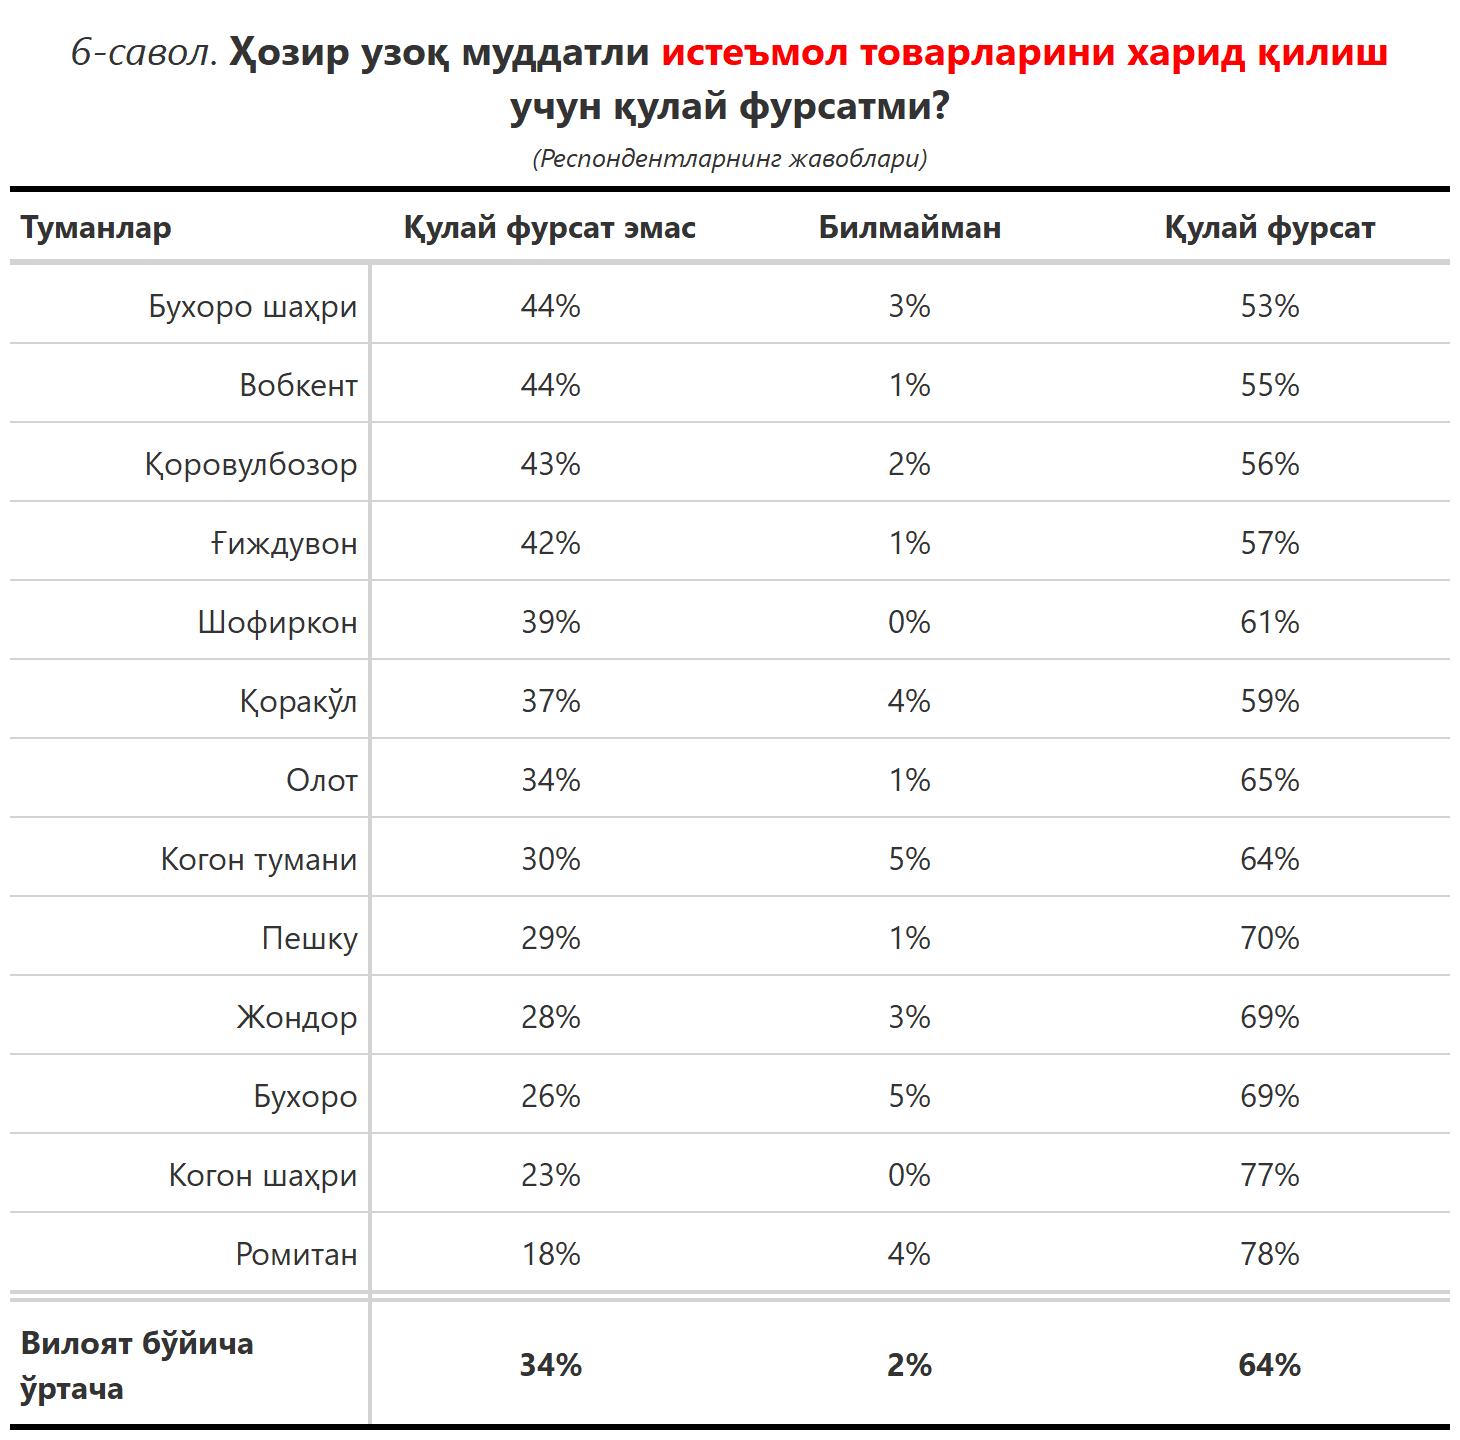 6-савол. Ҳозир узоқ муддатли истеъмол товарларини харид қилиш
учун қулай фурсатми?
(Респондентларнинг жавоблари)
Туманлар Қулай фурсат эмас Билмайман Қулай фурсат
Бухоро шаҳри 44% 3% 53%
Вобкент 44% 1% 55%
Қоровулбозор 43% 2% 56%
Ғиждувон 42% 1% 57%
Шофиркон 39% 0% 61%
Қоракўл 37% 4% 59%
Олот 34% 1% 65%
Когон тумани 30% 5% 64%
Пешку 29% 1% 70%
Жондор 28% 3% 69%
Бухоро 26% 5% 69%
Когон шаҳри 23% 0% 77%
Ромитан 18% 4% 78%
Вилоят бўйича
ўртача 34% 2% 64%